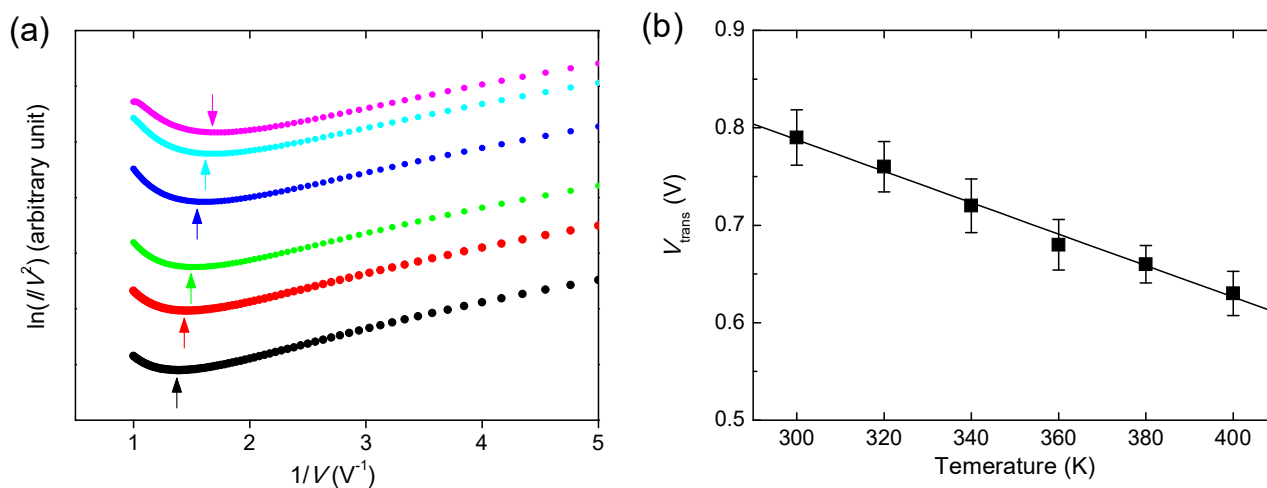 (a)
ln(I/V²) (arbitrary unit)
1 2 3 4 5
1/V (V⁻¹)
(b)
V_trans (V)
0.9
0.8
0.7
0.6
0.5
300 320 340 360 380 400
Temerature (K)